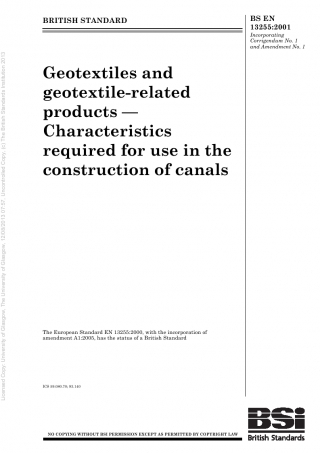 BRITISH STANDARD
BS EN
13255:2001
Incorporating
Corrigendum No. 1
and Amendment No. 1
Geotextiles and
geotextile-related
products —
Characteristics
required for use in the
construction of canals
The European Standard EN 13255:2000, with the incorporation of
amendment A1:2005, has the status of a British Standard
NO COPYING WITHOUT BSI PERMISSION EXCEPT AS PERMITTED BY COPYRIGHT LAW
BSi
British Standards